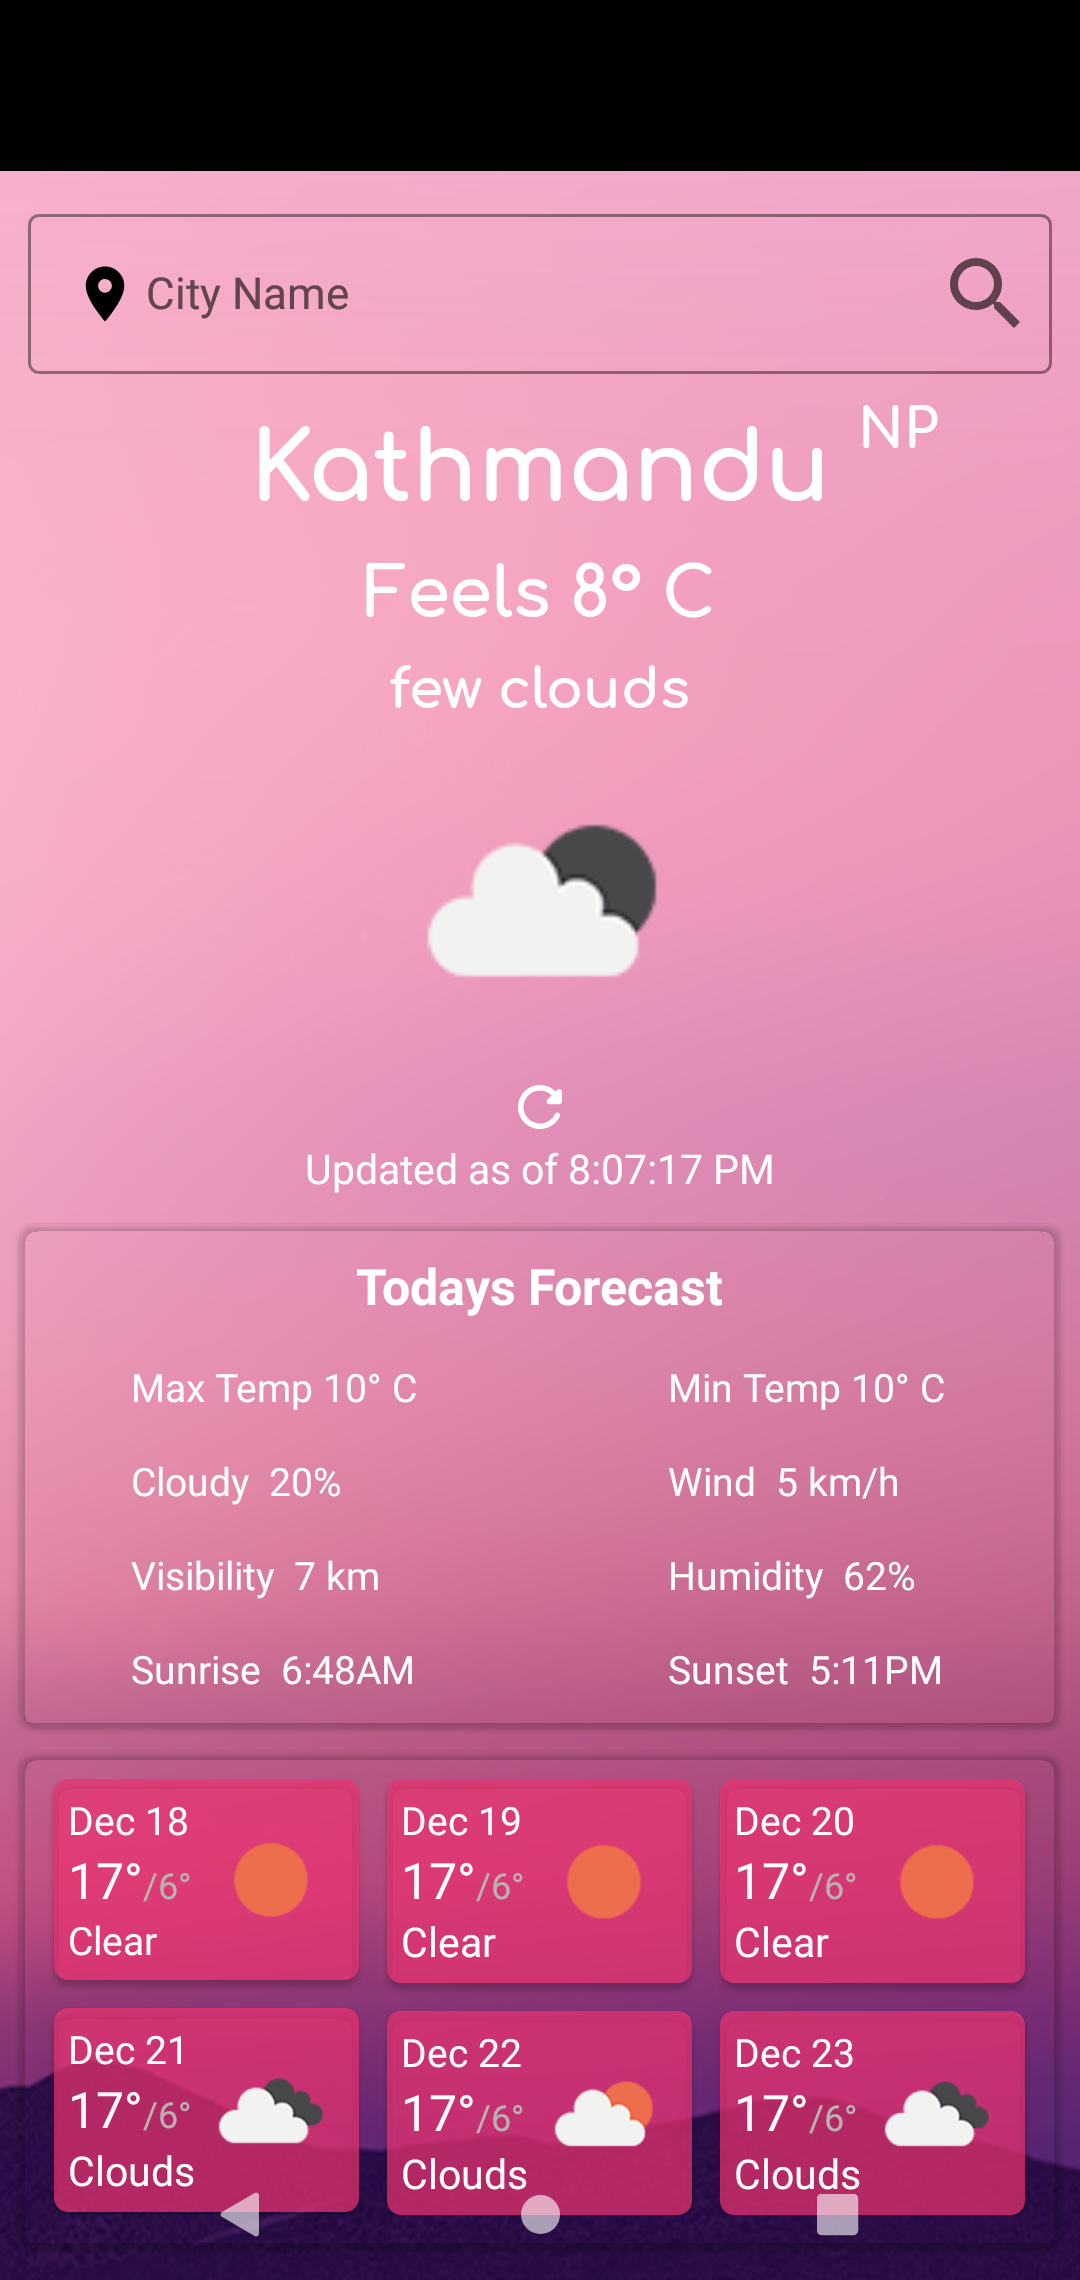 City Name
Kathmandu NP
Feels 8° C
few clouds
Updated as of 8:07:17 PM
Todays Forecast
Max Temp 10° C Min Temp 10° C
Cloudy 20% Wind 5 km/h
Visibility 7 km Humidity 62%
Sunrise 6:48AM Sunset 5:11PM
Dec 18
17°/6°
Clear
Dec 19
17°/6°
Clear
Dec 20
17°/6°
Clear
Dec 21
17°/6°
Clouds
Dec 22
17°/6°
Clouds
Dec 23
17°/6°
Clouds